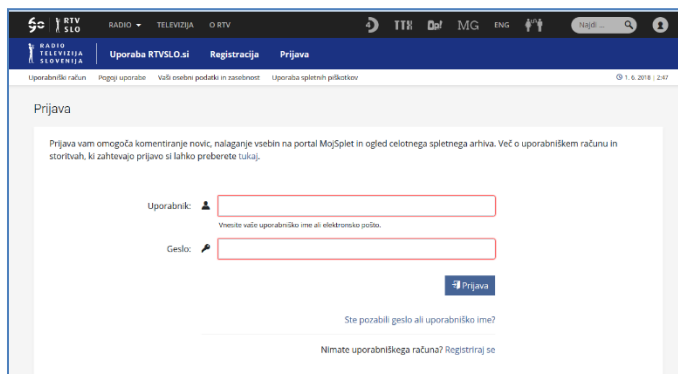 RTV SLO
RADIO TELEVIZIJA O RTV
TTX Op! MG ENG
Najdi ...
RADIO
TELEVIZIJA
SLOVENIJA
Uporaba RTVSLO.si Registracija Prijava
Uporabniški račun Pogoji uporabe Vaši osebni podatki in zasebnost Uporaba spletnih piškotkov
1. 6. 2018 | 2:47
Prijava
Prijava vam omogoča komentiranje novic, nalaganje vsebin na portal MojSplet in ogled celotnega spletnega arhiva. Več o uporabniškem računu in
storitvah, ki zahtevajo prijavo si lahko preberete tukaj.
Uporabnik:
Vnesite vaše uporabniško ime ali elektronsko pošto.
Geslo:
Prijava
Ste pozabili geslo ali uporabniško ime?
Nimate uporabniškega računa? Registriraj se